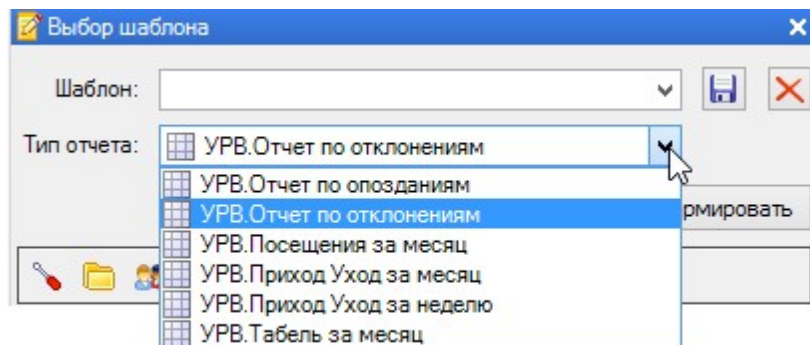 Выбор шаблона
Шаблон:
Тип отчета: УРВ.Отчет по отклонениям
УРВ.Отчет по опозданиям
УРВ.Отчет по отклонениям
рмировать
УРВ.Посещения за месяц
УРВ.Приход Уход за месяц
УРВ.Приход Уход за неделю
УРВ.Табель за месяц